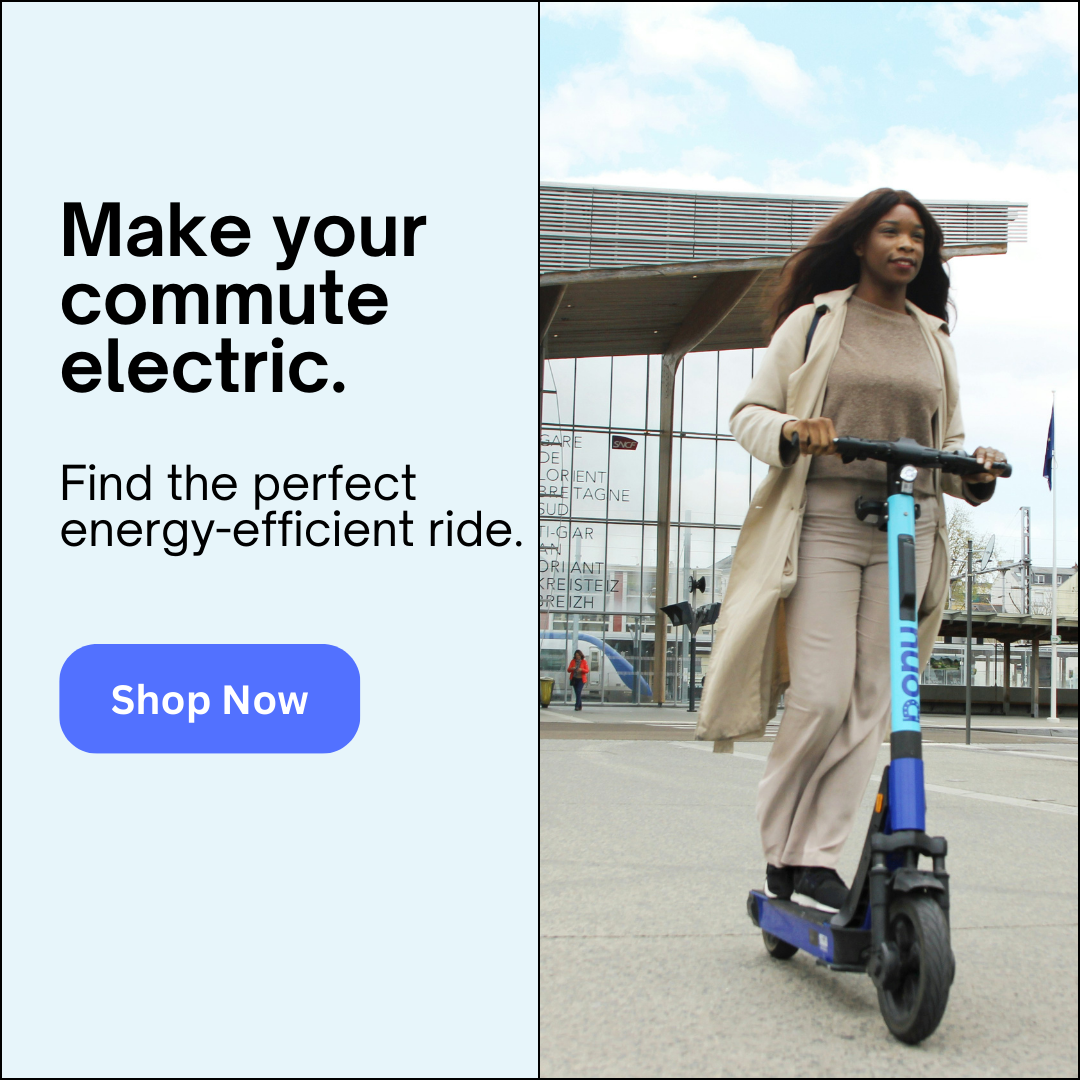 Make your
commute
electric.
Find the perfect
energy-efficient ride.
Shop Now
GARE
DE
LORIENT
BRETAGNE
SUD
SNCF
TI-GAR
AN
ORIANT
KREISTEIZ
BREIZH